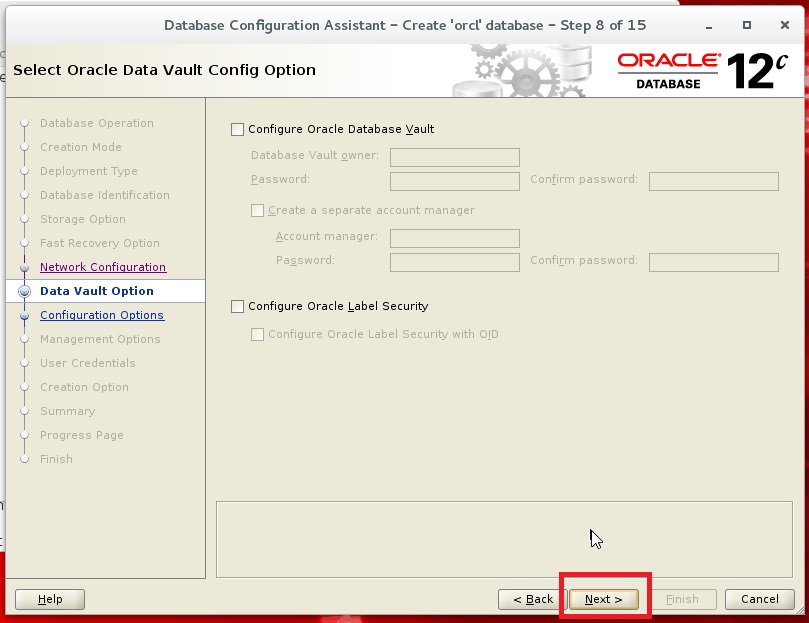 Database Configuration Assistant – Create 'orcl' database – Step 8 of 15
Select Oracle Data Vault Config Option
ORACLE®
DATABASE
12c
Database Operation
Creation Mode
Deployment Type
Database Identification
Storage Option
Fast Recovery Option
Network Configuration
Data Vault Option
Configuration Options
Management Options
User Credentials
Creation Option
Summary
Progress Page
Finish
Configure Oracle Database Vault
Database Vault owner:
Password: Confirm password:
Create a separate account manager
Account manager:
Password: Confirm password:
Configure Oracle Label Security
Configure Oracle Label Security with OID
Help < Back Next > Finish Cancel